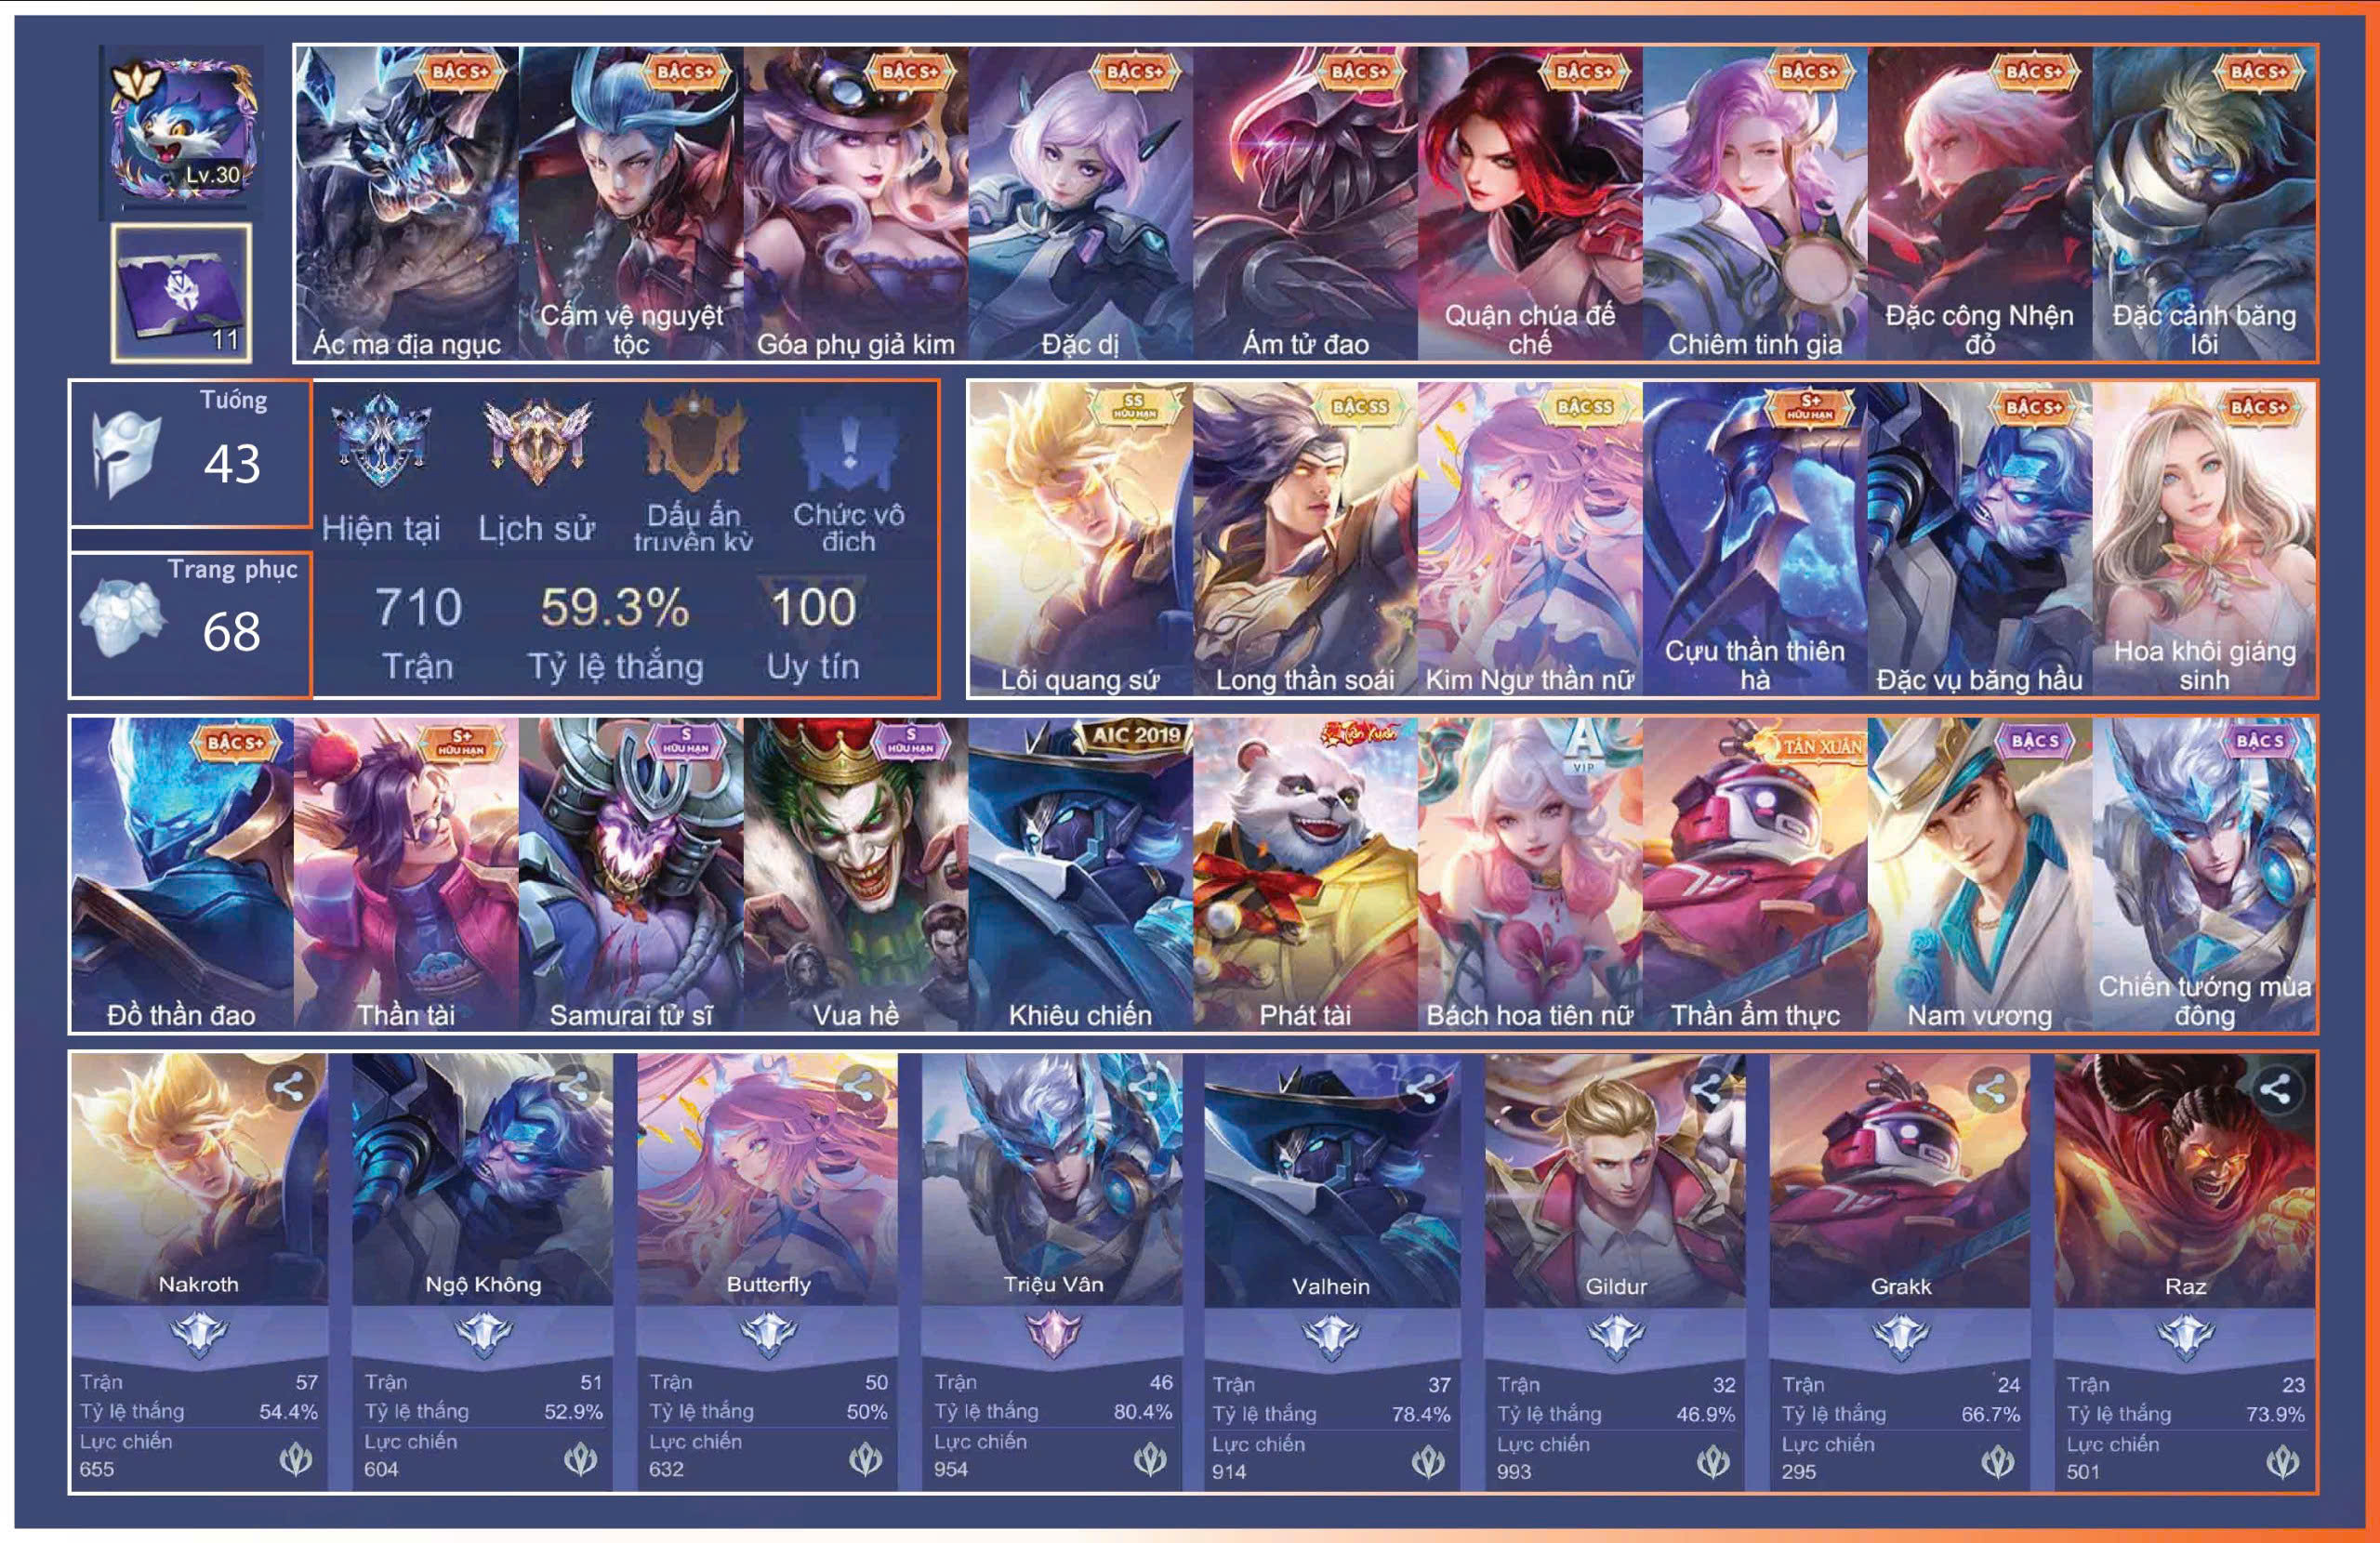 Lv.30
11
BẬC S+
Ác ma địa ngục
BẬC S+
Cấm vệ nguyệt
tộc
BẬC S+
Góa phụ giả kim
BẬC S+
Đặc dị
BẬC S+
Ám tử đao
BẬC S+
Quận chúa đế
chế
BẬC S+
Chiêm tinh gia
BẬC S+
Đặc công Nhện
đỏ
BẬC S+
Đặc cảnh băng
lôi
Tướng
43
Trang phục
68
Hiện tại
Lịch sử
Dấu ấn
truyền kỳ
Chức vô
địch
710
Trận
59.3%
Tỷ lệ thắng
100
Uy tín
SS
HỮU HẠN
Lôi quang sứ
BẬC SS
Long thần soái
BẬC SS
Kim Ngư thần nữ
S+
HỮU HẠN
Cựu thần thiên
hà
BẬC S+
Đặc vụ băng hầu
BẬC S+
Hoa khôi giáng
sinh
BẬC S+
Đồ thần đao
S+
HỮU HẠN
Thần tài
S
HỮU HẠN
Samurai tử sĩ
S
HỮU HẠN
Vua hề
AIC 2019
Khiêu chiến
Tân Xuân
Phát tài
A
VIP
Bách hoa tiên nữ
TÂN XUÂN
Thần ẩm thực
BẬC S
Nam vương
BẬC S
Chiến tướng mùa
đông
Nakroth
Trận 57
Tỷ lệ thắng 54.4%
Lực chiến
655
Ngộ Không
Trận 51
Tỷ lệ thắng 52.9%
Lực chiến
604
Butterfly
Trận 50
Tỷ lệ thắng 50%
Lực chiến
632
Triệu Vân
Trận 46
Tỷ lệ thắng 80.4%
Lực chiến
954
Valhein
Trận 37
Tỷ lệ thắng 78.4%
Lực chiến
914
Gildur
Trận 32
Tỷ lệ thắng 46.9%
Lực chiến
993
Grakk
Trận 24
Tỷ lệ thắng 66.7%
Lực chiến
295
Raz
Trận 23
Tỷ lệ thắng 73.9%
Lực chiến
501